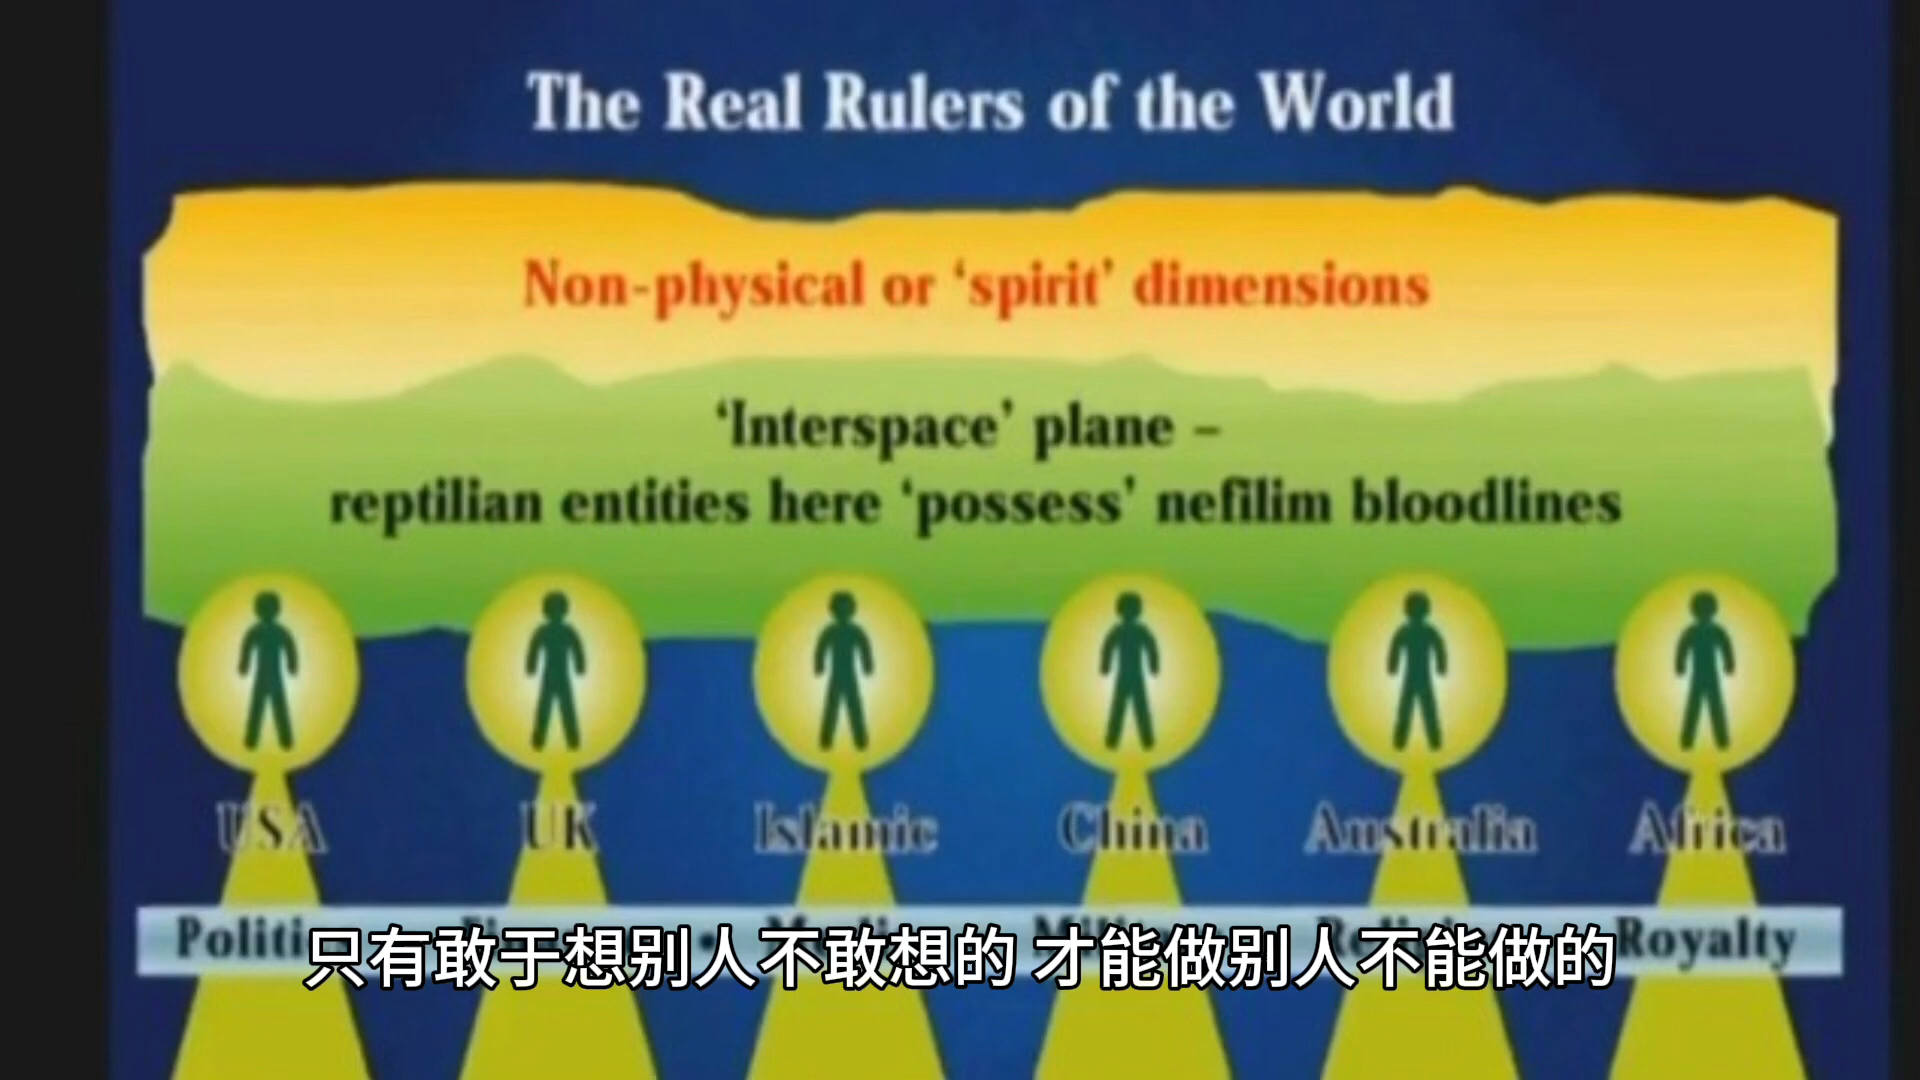 The Real Rulers of the World
Non-physical or ‘spirit’ dimensions
‘Interspace’ plane –
reptilian entities here ‘possess’ nefilim bloodlines
USA UK Islamic China Australia Africa
Royalty
只有敢于想别人不敢想的 才能做别人不能做的